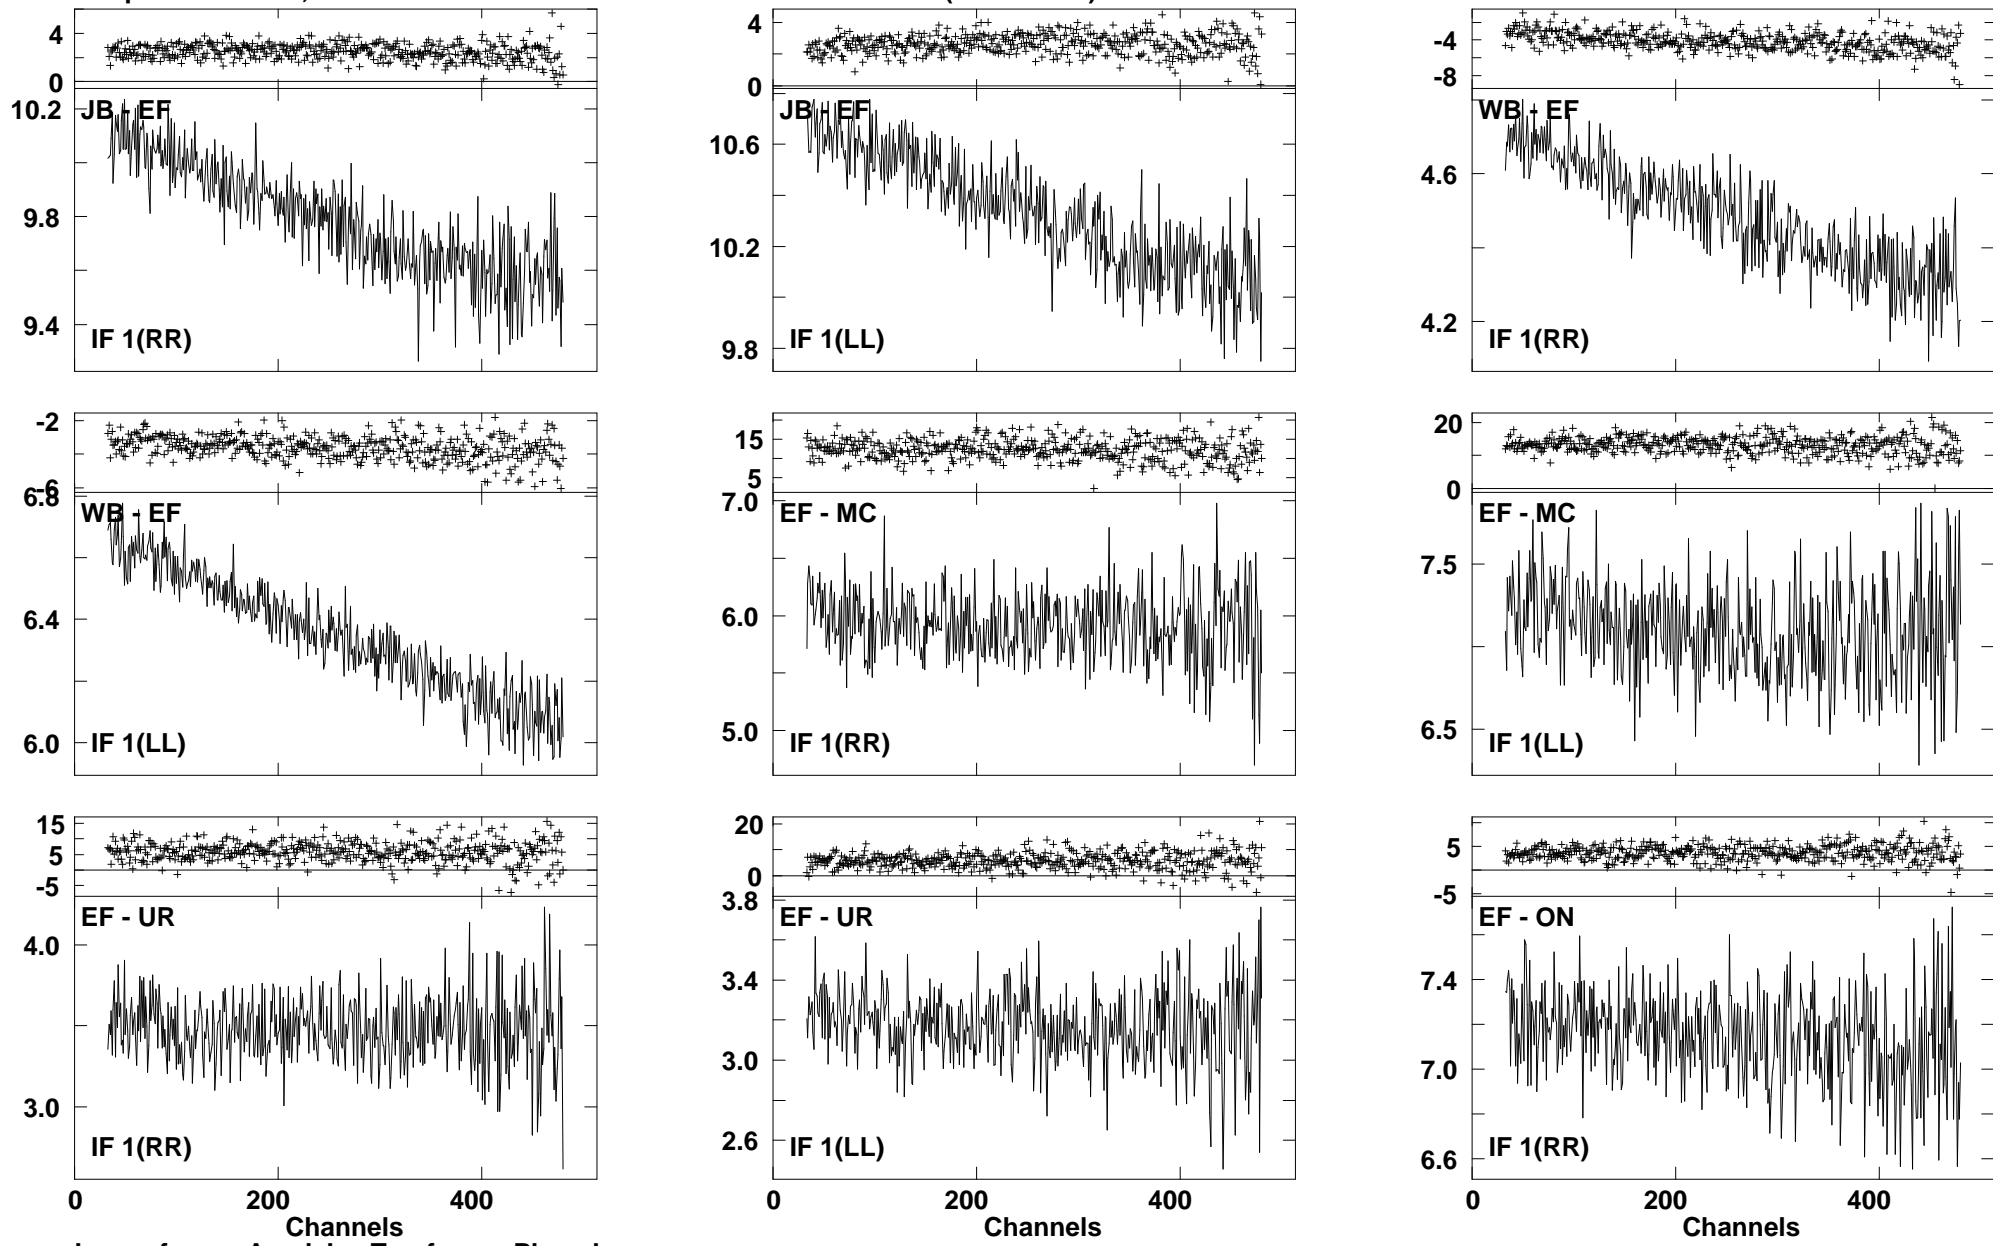 4
0
10.2
9.8
9.4
JB - EF
IF 1(RR)
4
2
0
10.6
10.2
9.8
JB - EF
IF 1(LL)
-4
-8
4.6
4.2
WB - EF
IF 1(RR)
-2
-6
6.8
6.4
6.0
WB - EF
IF 1(LL)
15
5
7.0
6.0
5.0
EF - MC
IF 1(RR)
20
0
7.5
6.5
EF - MC
IF 1(LL)
15
5
-5
4.0
3.0
EF - UR
IF 1(RR)
0 200 400
Channels
20
0
3.8
3.4
3.0
2.6
EF - UR
IF 1(LL)
0 200 400
Channels
5
-5
7.4
7.0
6.6
EF - ON
IF 1(RR)
0 200 400
Channels